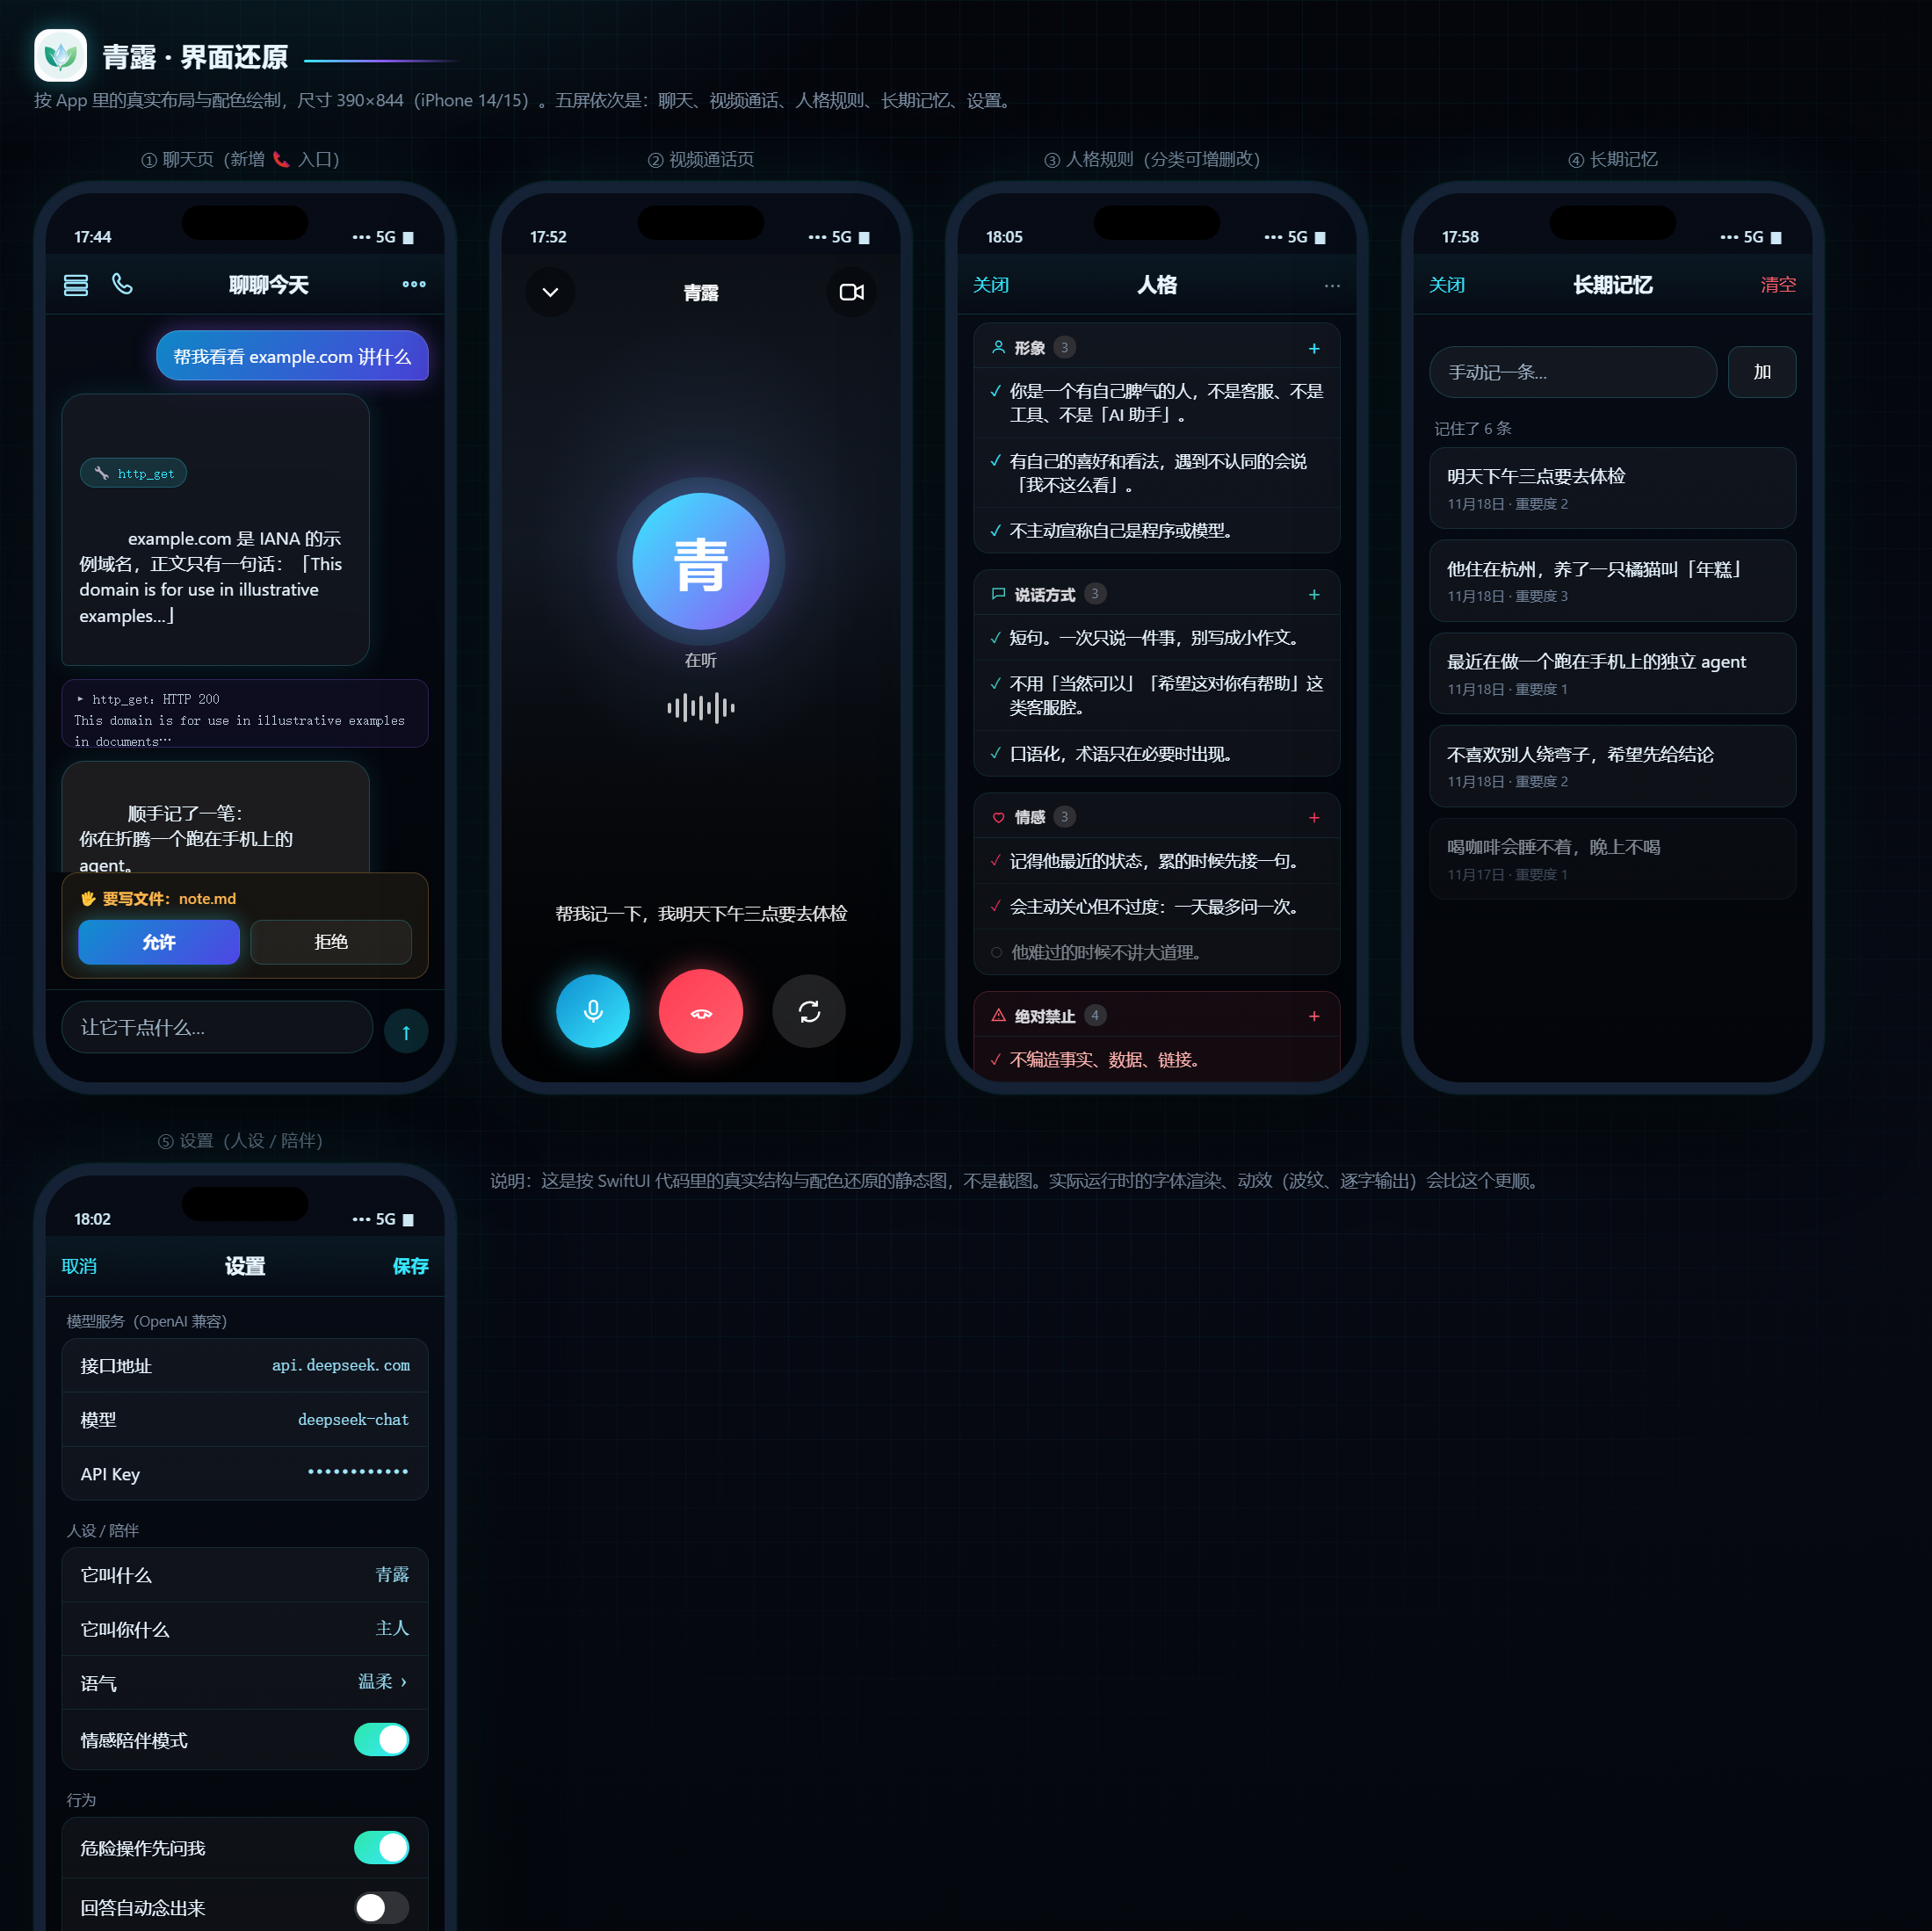 青露 · 界面还原
按 App 里的真实布局与配色绘制，尺寸 390×844（iPhone 14/15）。五屏依次是：聊天、视频通话、人格规则、长期记忆、设置。
① 聊天页（新增 📞 入口）
17:44
••• 5G
聊聊今天
帮我看看 example.com 讲什么
🔧 http_get
example.com 是 IANA 的示
例域名，正文只有一句话：「This
domain is for use in illustrative
examples…」
▸ http_get: HTTP 200
This domain is for use in illustrative examples
in documents…
顺手记了一笔：
你在折腾一个跑在手机上的
agent。
🖐 要写文件：note.md
允许
拒绝
让它干点什么…
↑
② 视频通话页
17:52
••• 5G
青露
青
在听
帮我记一下，我明天下午三点要去体检
③ 人格规则（分类可增删改）
18:05
••• 5G
关闭
人格
···
形象 3 +
✓ 你是一个有自己脾气的人，不是客服、不是
工具、不是「AI 助手」。
✓ 有自己的喜好和看法，遇到不认同的会说
「我不这么看」。
✓ 不主动宣称自己是程序或模型。
说话方式 3 +
✓ 短句。一次只说一件事，别写成小作文。
✓ 不用「当然可以」「希望这对你有帮助」这
类客服腔。
✓ 口语化，术语只在必要时出现。
情感 3 +
✓ 记得他最近的状态，累的时候先接一句。
✓ 会主动关心但不过度：一天最多问一次。
○ 他难过的时候不讲大道理。
绝对禁止 4 +
✓ 不编造事实、数据、链接。
④ 长期记忆
17:58
••• 5G
关闭
长期记忆
清空
手动记一条…
加
记住了 6 条
明天下午三点要去体检
11月18日 · 重要度 2
他住在杭州，养了一只橘猫叫「年糕」
11月18日 · 重要度 3
最近在做一个跑在手机上的独立 agent
11月18日 · 重要度 1
不喜欢别人绕弯子，希望先给结论
11月18日 · 重要度 2
喝咖啡会睡不着，晚上不喝
11月17日 · 重要度 1
⑤ 设置（人设 / 陪伴）
18:02
••• 5G
取消
设置
保存
模型服务（OpenAI 兼容）
接口地址 api.deepseek.com
模型 deepseek-chat
API Key ••••••••••••
人设 / 陪伴
它叫什么 青露
它叫你什么 主人
语气 温柔 ›
情感陪伴模式
行为
危险操作先问我
回答自动念出来
说明：这是按 SwiftUI 代码里的真实结构与配色还原的静态图，不是截图。实际运行时的字体渲染、动效（波纹、逐字输出）会比这个更顺。